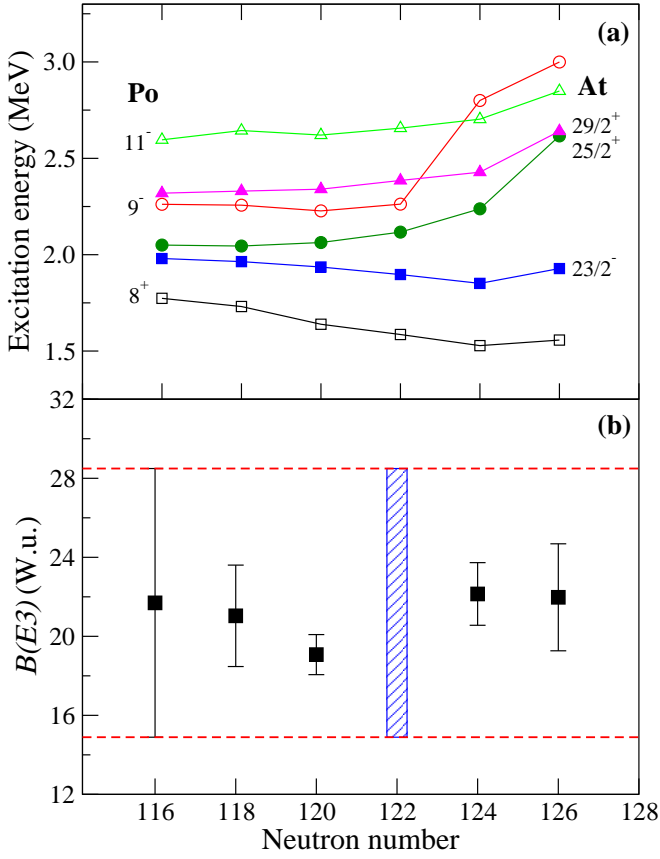 (a)
3.0
2.5
2.0
1.5
Excitation energy (MeV)
Po
At
11-
9-
8+
29/2+
25/2+
23/2-
(b)
32
28
24
20
16
12
B(E3) (W.u.)
116 118 120 122 124 126 128
Neutron number